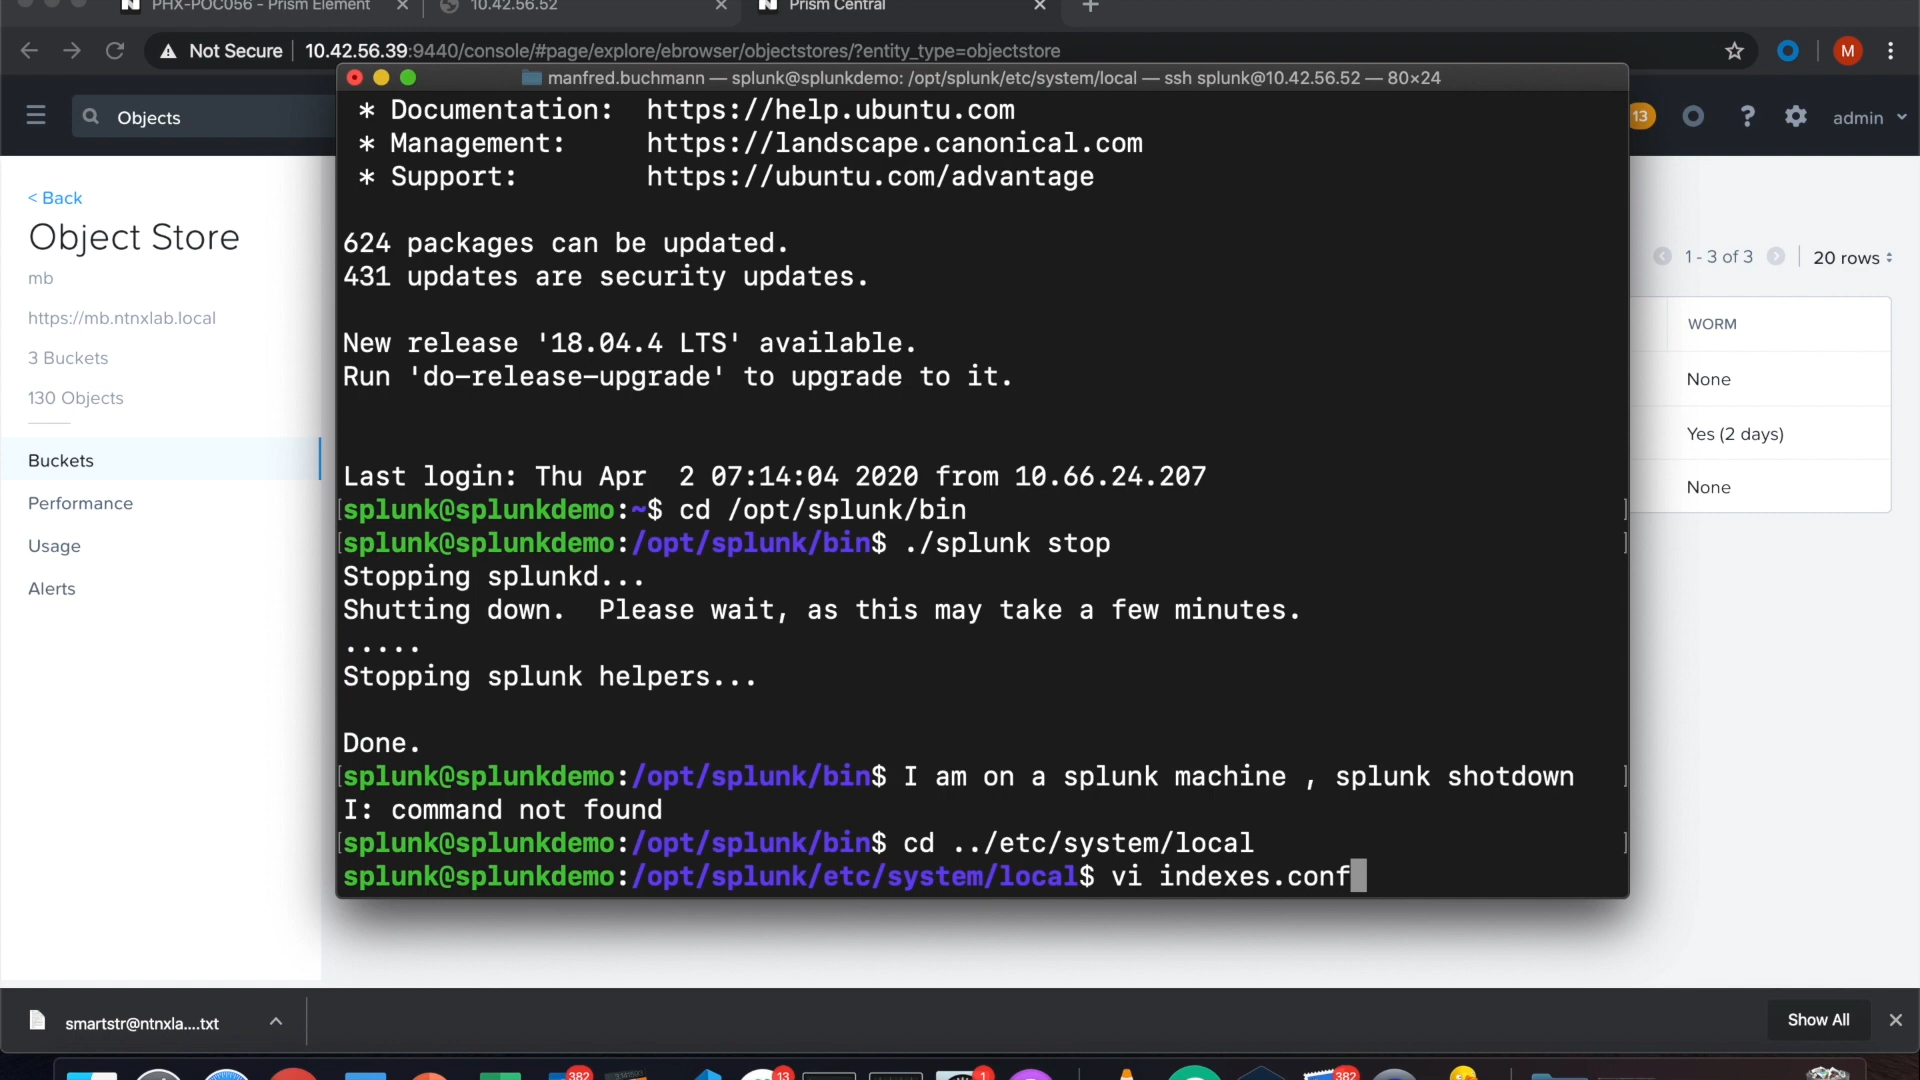 PHX-POC056 - Prism Element
10.42.56.52
Prism Central
Not Secure
10.42.56.39:9440/console/#page/explore/ebrowser/objectstores/?entity_type=objectstore
M
manfred.buchmann — splunk@splunkdemo: /opt/splunk/etc/system/local — ssh splunk@10.42.56.52 — 80×24
Objects
13
?
admin
< Back
Object Store
mb
https://mb.ntnxlab.local
3 Buckets
130 Objects
Buckets
Performance
Usage
Alerts
* Documentation:  https://help.ubuntu.com
* Management:     https://landscape.canonical.com
* Support:        https://ubuntu.com/advantage
624 packages can be updated.
431 updates are security updates.
New release '18.04.4 LTS' available.
Run 'do-release-upgrade' to upgrade to it.
Last login: Thu Apr  2 07:14:04 2020 from 10.66.24.207
[splunk@splunkdemo:~$ cd /opt/splunk/bin ]
[splunk@splunkdemo:/opt/splunk/bin$ ./splunk stop ]
Stopping splunkd...
Shutting down.  Please wait, as this may take a few minutes.
.....
Stopping splunk helpers...
Done.
[splunk@splunkdemo:/opt/splunk/bin$ I am on a splunk machine , splunk shotdown ]
I: command not found
[splunk@splunkdemo:/opt/splunk/bin$ cd ../etc/system/local ]
splunk@splunkdemo:/opt/splunk/etc/system/local$ vi indexes.conf
1 - 3 of 3
20 rows
WORM
None
Yes (2 days)
None
smartstr@ntnxla....txt
Show All
382
13
1
382